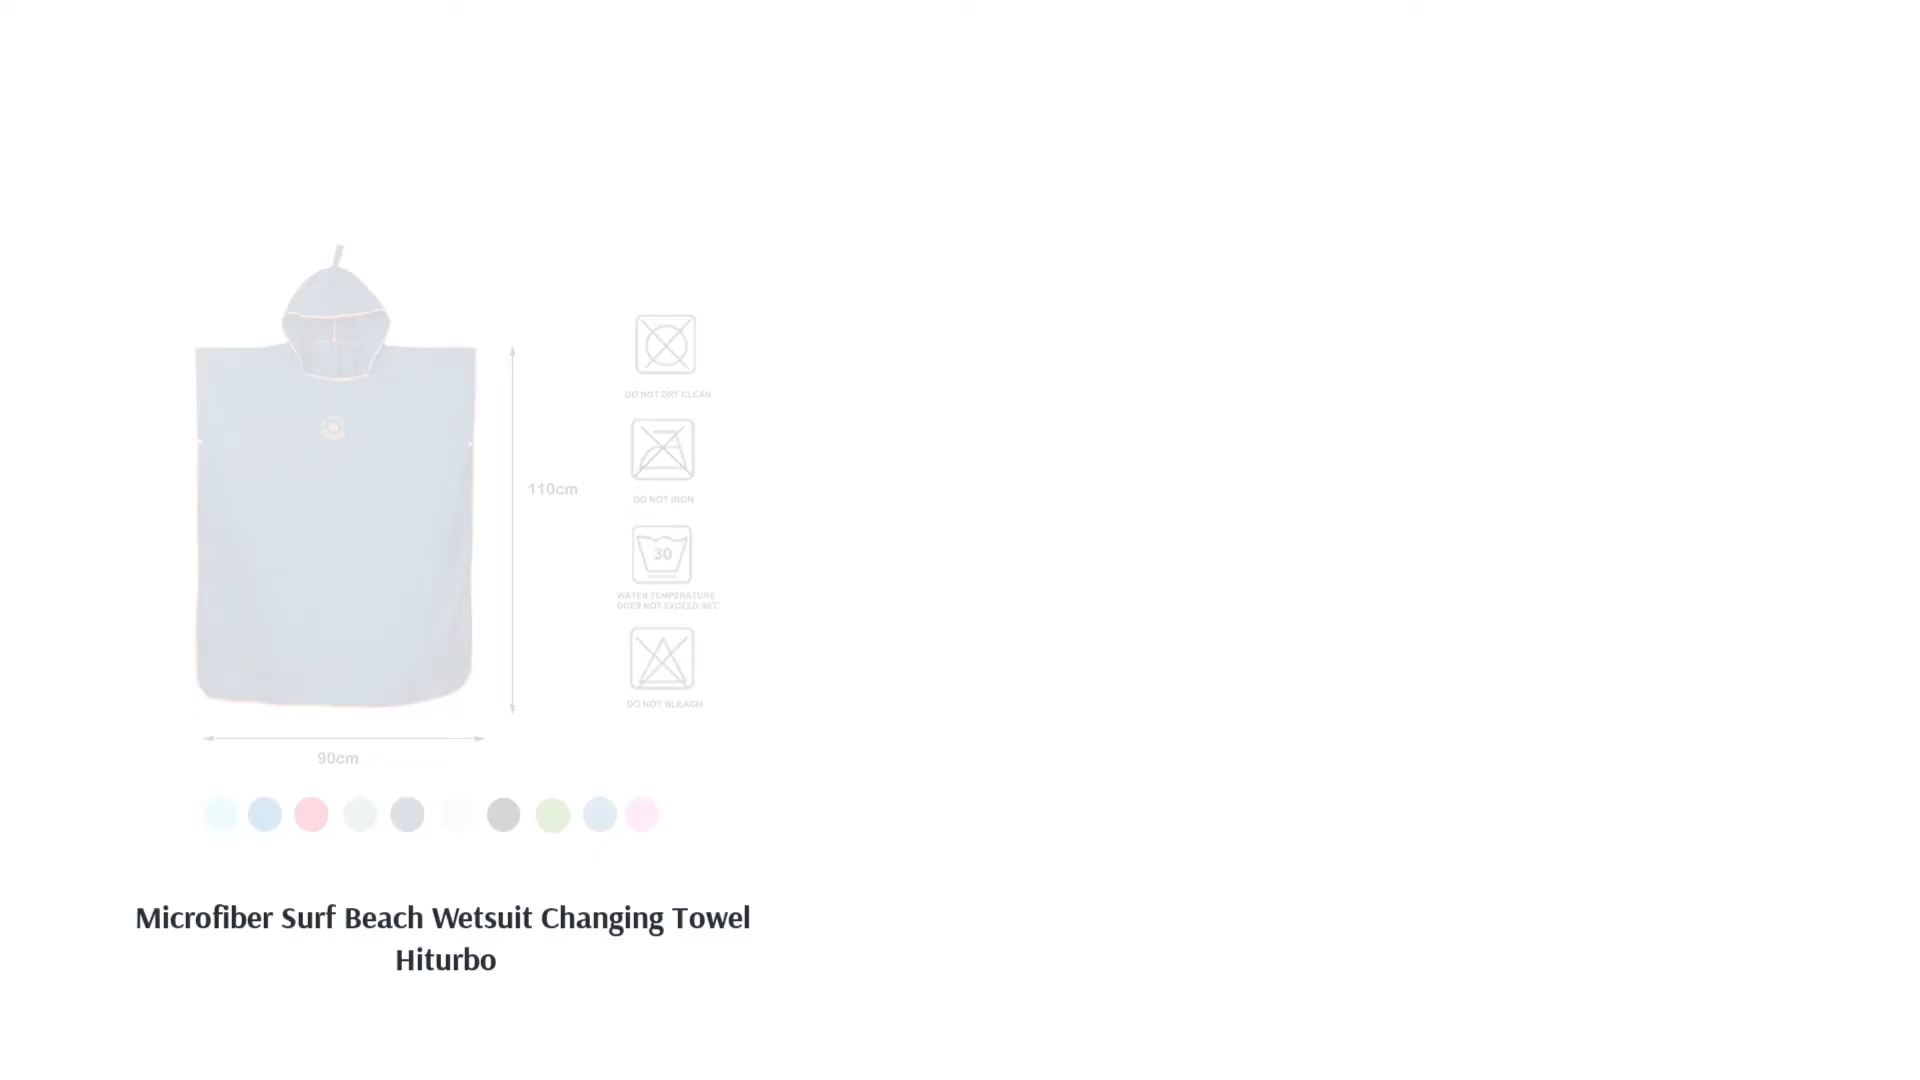 DO NOT DRY CLEAN
110cm
DO NOT IRON
30
WATER TEMPERATURE
DOES NOT EXCEED 30℃
DO NOT BLEACH
90cm
Microfiber Surf Beach Wetsuit Changing Towel
Hiturbo